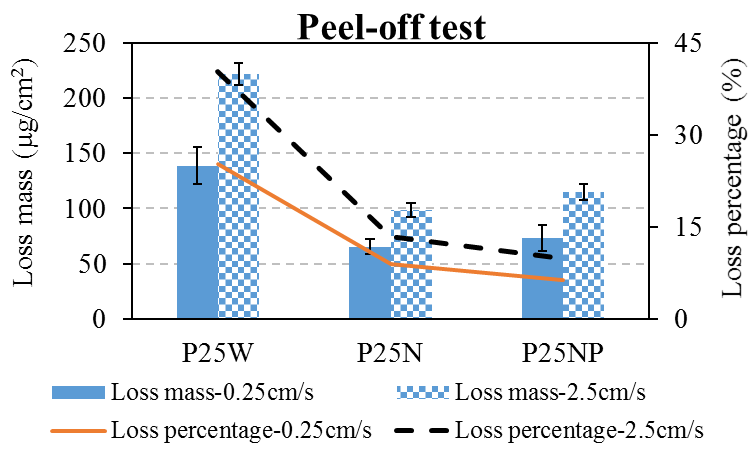 Peel-off test
Loss mass (µg/cm²)
250
200
150
100
50
0
Loss percentage (%)
45
30
15
0
P25W P25N P25NP
Loss mass-0.25cm/s Loss mass-2.5cm/s
Loss percentage-0.25cm/s Loss percentage-2.5cm/s